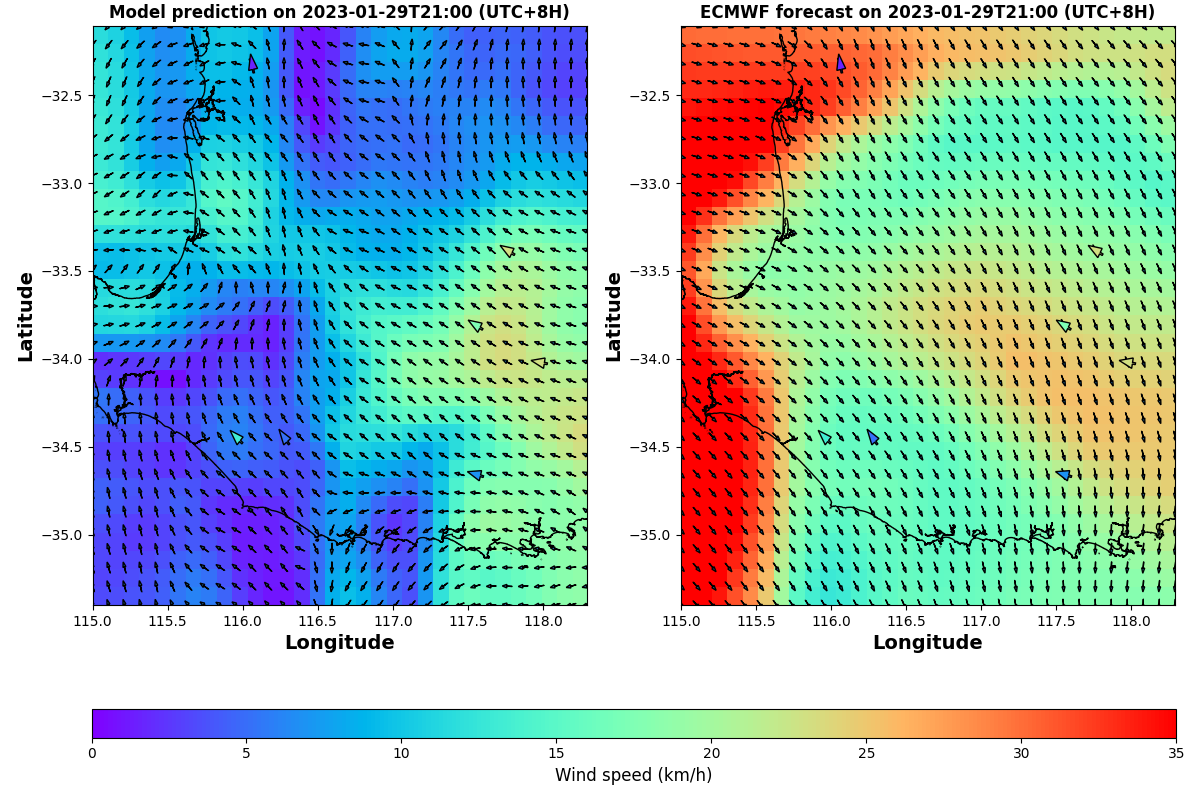 Model prediction on 2023-01-29T21:00 (UTC+8H)
ECMWF forecast on 2023-01-29T21:00 (UTC+8H)
Latitude
−32.5
−33.0
−33.5
−34.0
−34.5
−35.0
115.0 115.5 116.0 116.5 117.0 117.5 118.0
Longitude
Latitude
−32.5
−33.0
−33.5
−34.0
−34.5
−35.0
115.0 115.5 116.0 116.5 117.0 117.5 118.0
Longitude
0 5 10 15 20 25 30 35
Wind speed (km/h)